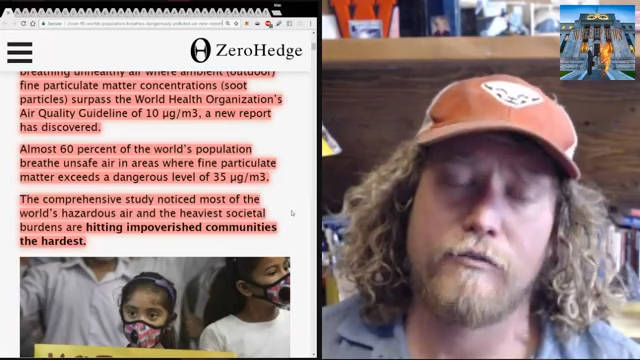 Secure
ZeroHedge
breathing unhealthy air where ambient (outdoor)
fine particulate matter concentrations (soot
particles) surpass the World Health Organization's
Air Quality Guideline of 10 μg/m3, a new report
has discovered.
Almost 60 percent of the world's population
breathe unsafe air in areas where fine particulate
matter exceeds a dangerous level of 35 μg/m3.
The comprehensive study noticed most of the
world's hazardous air and the heaviest societal
burdens are hitting impoverished communities
the hardest.